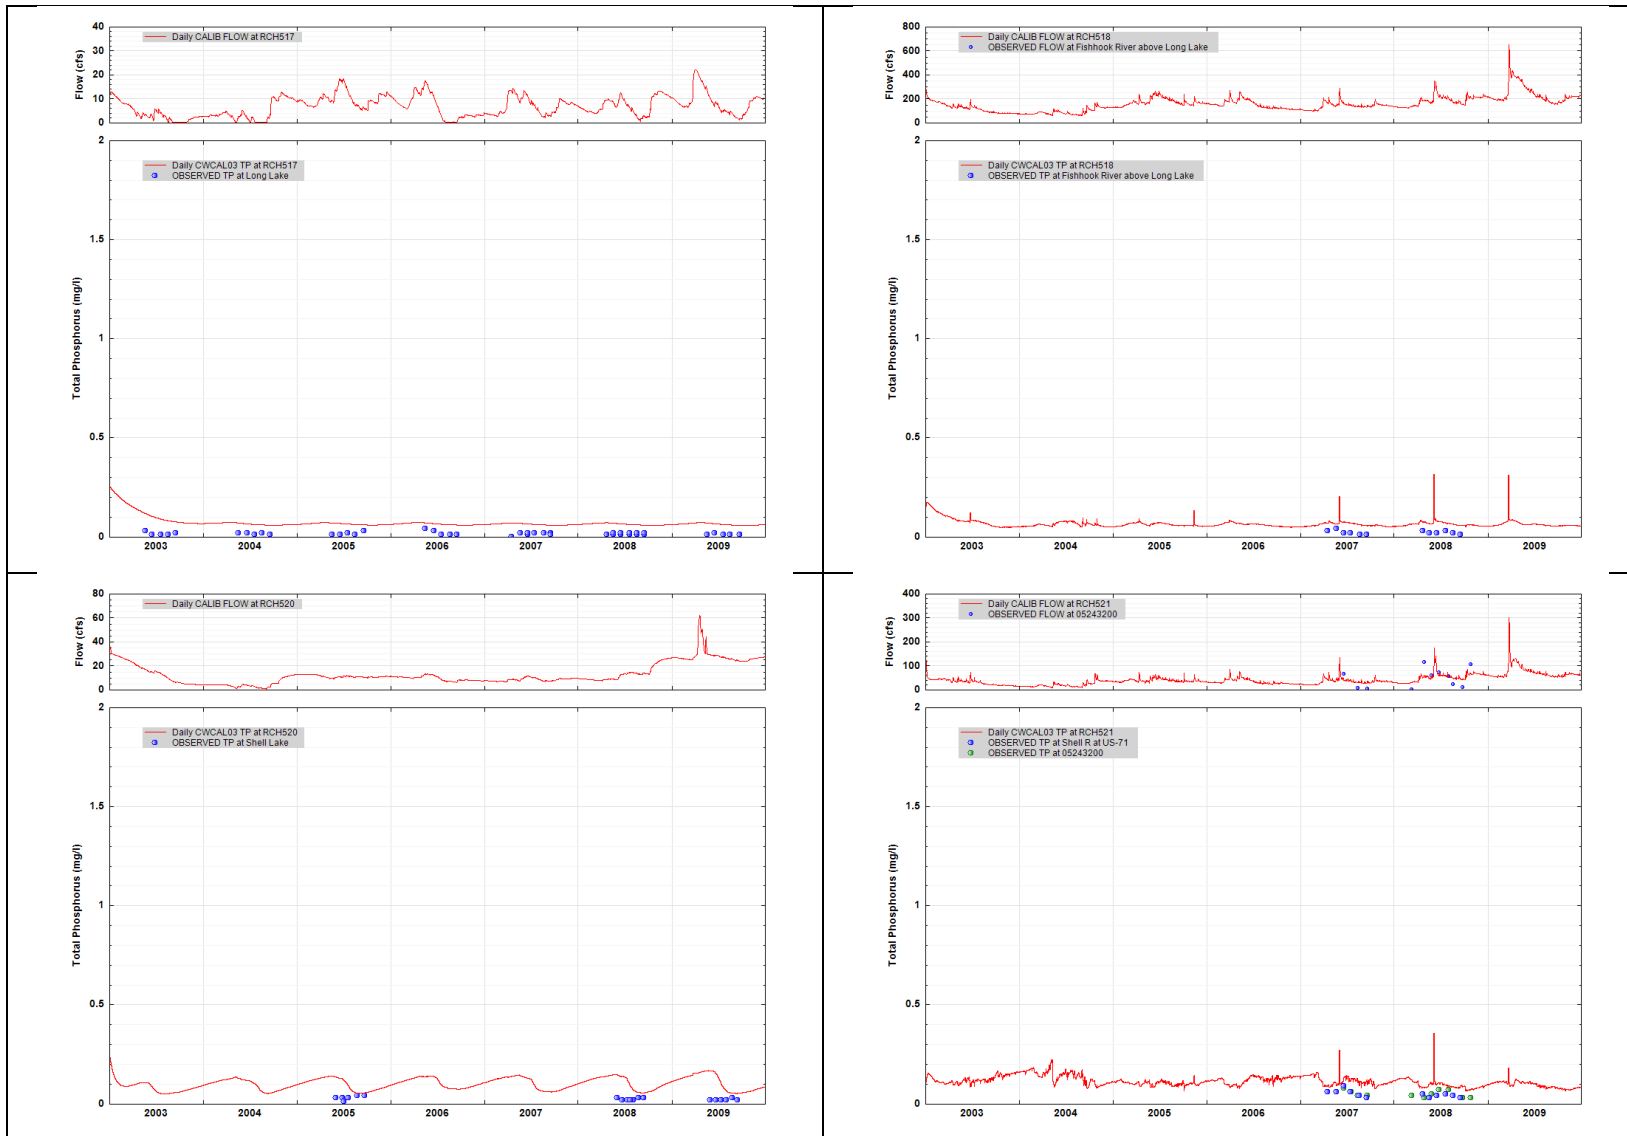 40
30
20
10
0
Flow (cfs)
Daily CALIB FLOW at RCH517
2
1.5
1
0.5
0
Total Phosphorus (mg/l)
Daily CWCAL03 TP at RCH517
OBSERVED TP at Long Lake
2003 2004 2005 2006 2007 2008 2009
800
600
400
200
0
Flow (cfs)
Daily CALIB FLOW at RCH518
OBSERVED FLOW at Fishhook River above Long Lake
2
1.5
1
0.5
0
Total Phosphorus (mg/l)
Daily CWCAL03 TP at RCH518
OBSERVED TP at Fishhook River above Long Lake
2003 2004 2005 2006 2007 2008 2009
80
60
40
20
0
Flow (cfs)
Daily CALIB FLOW at RCH520
2
1.5
1
0.5
0
Total Phosphorus (mg/l)
Daily CWCAL03 TP at RCH520
OBSERVED TP at Shell Lake
2003 2004 2005 2006 2007 2008 2009
400
300
200
100
0
Flow (cfs)
Daily CALIB FLOW at RCH521
OBSERVED FLOW at 05243200
2
1.5
1
0.5
0
Total Phosphorus (mg/l)
Daily CWCAL03 TP at RCH521
OBSERVED TP at Shell R at US-71
OBSERVED TP at 05243200
2003 2004 2005 2006 2007 2008 2009